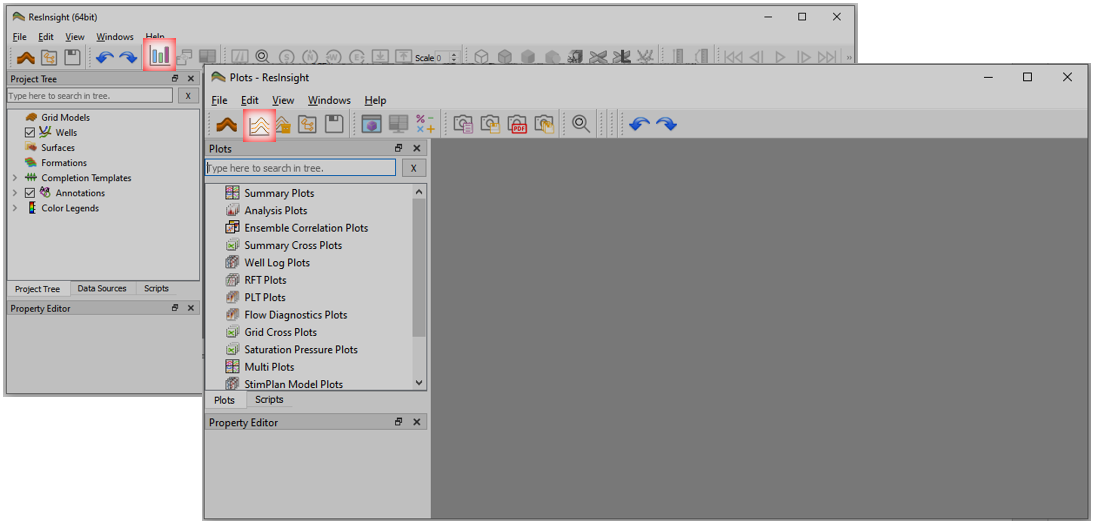 ResInsight (64bit)
File Edit View Windows Help
Scale 0
Project Tree
Type here to search in tree. X
Grid Models
Wells
Surfaces
Formations
Completion Templates
Annotations
Color Legends
Project Tree Data Sources Scripts
Property Editor
Plots - ResInsight
File Edit View Windows Help
PDF
Plots
Type here to search in tree. X
Summary Plots
Analysis Plots
Ensemble Correlation Plots
Summary Cross Plots
Well Log Plots
RFT Plots
PLT Plots
Flow Diagnostics Plots
Grid Cross Plots
Saturation Pressure Plots
Multi Plots
StimPlan Model Plots
Plots Scripts
Property Editor